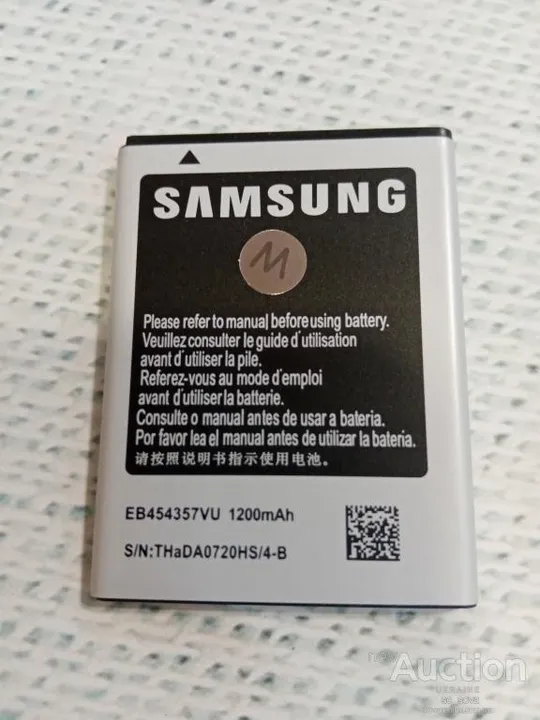 SAMSUNG
M
Please refer to manual before using battery.
Veuillez consulter le guide d'utilisation
avant d'utiliser la pile.
Referez-vous au mode d'emploi
avant d'utiliser la batterie.
Consulte o manual antes de usar a bateria.
Por favor lea el manual antes de utilizar la bateria.
请按照说明书指示使用电池。
EB454357VU 1200mAh
S/N:THaDA0720HS/4-B
Auction
UKRAINE